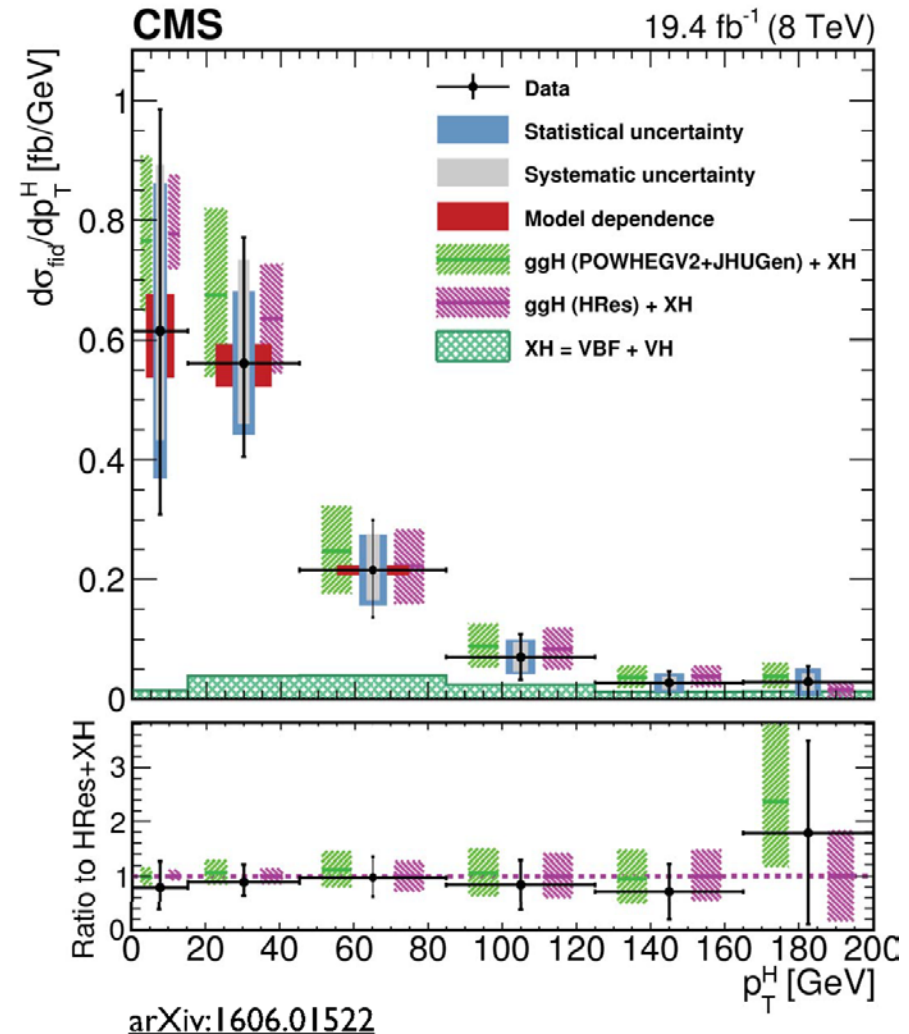 CMS 19.4 fb⁻¹ (8 TeV)
dσ_fid/dp_T^H [fb/GeV]
1
0.8
0.6
0.4
0.2
0
Data
Statistical uncertainty
Systematic uncertainty
Model dependence
ggH (POWHEGV2+JHUGen) + XH
ggH (HRes) + XH
XH = VBF + VH
Ratio to HRes+XH
3
2
1
0
0 20 40 60 80 100 120 140 160 180 200
p_T^H [GeV]
arXiv:1606.01522